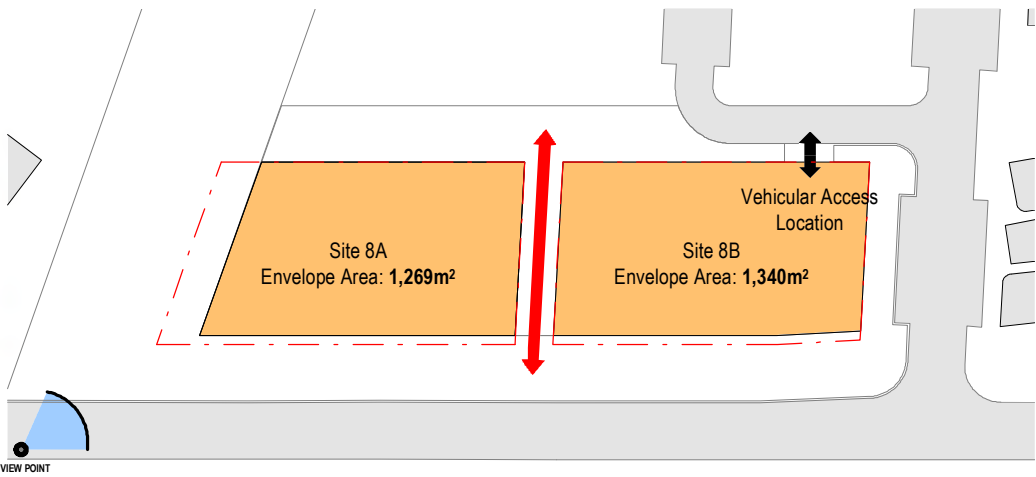 Vehicular Access
Location
Site 8A
Envelope Area: 1,269m²
Site 8B
Envelope Area: 1,340m²
VIEW POINT